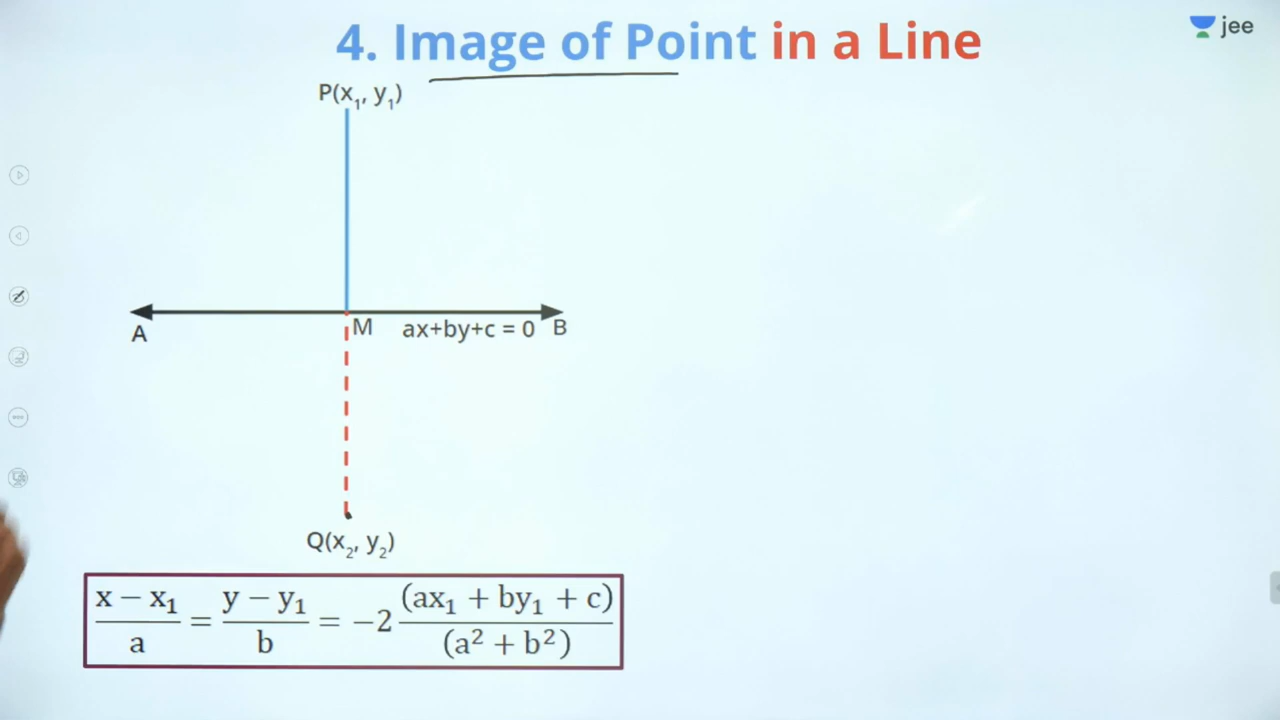 4. Image of Point in a Line
jee
P(x₁, y₁)
A
M
ax+by+c = 0
B
Q(x₂, y₂)
(x − x₁)/a = (y − y₁)/b = −2 (ax₁ + by₁ + c)/(a² + b²)